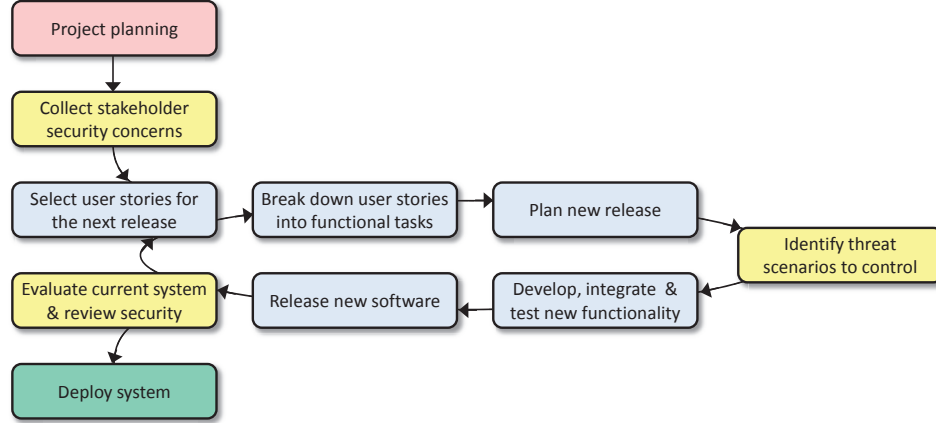 Project planning
Collect stakeholder
security concerns
Select user stories for
the next release
Break down user stories
into functional tasks
Plan new release
Identify threat
scenarios to control
Develop, integrate &
test new functionality
Release new software
Evaluate current system
& review security
Deploy system